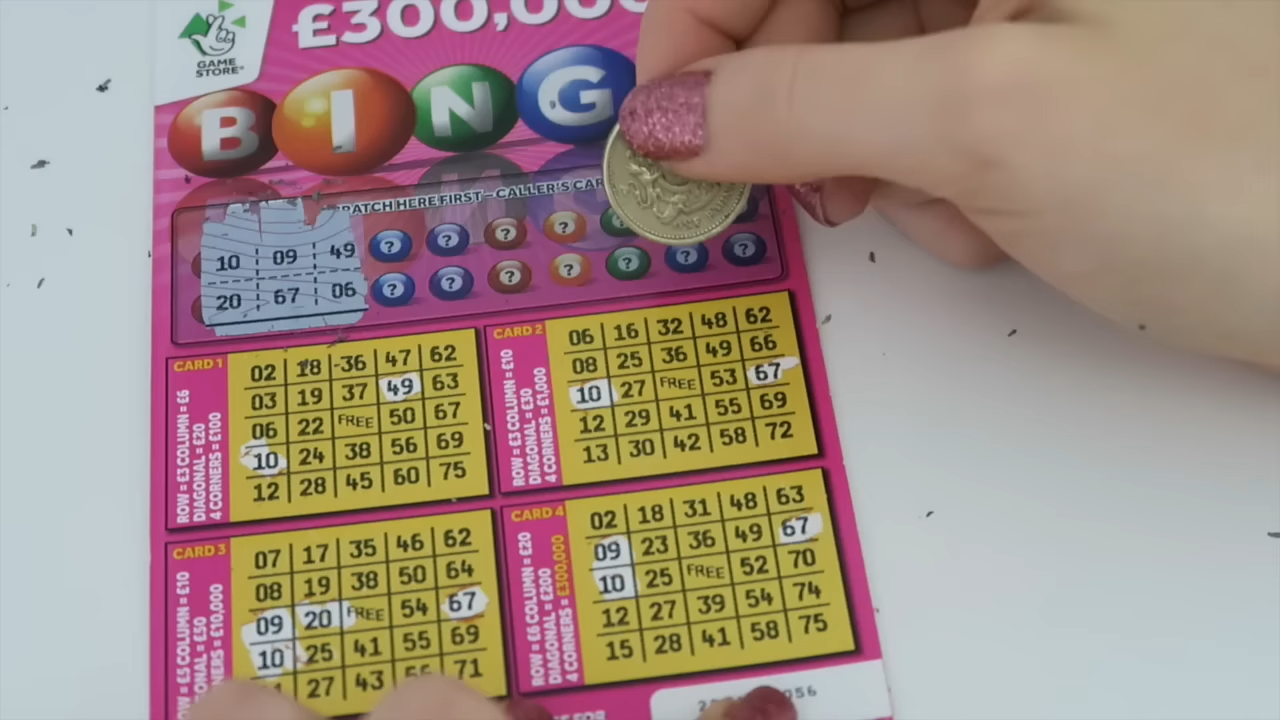 £300,000
GAME
STORE
B I N G
RATCH HERE FIRST – CALLER'S CAR
10 09 49 ? ? ? ?
20 67 06 ? ? ? ? ? ? ?
CARD 1
ROW = £3 COLUMN = £6
DIAGONAL = £20
4 CORNERS = £100
02 18 36 47 62
03 19 37 49 63
06 22 FREE 50 67
10 24 38 56 69
12 28 45 60 75
CARD 2
ROW = £3 COLUMN = £10
DIAGONAL = £30
4 CORNERS = £1,000
06 16 32 48 62
08 25 36 49 66
10 27 FREE 53 67
12 29 41 55 69
13 30 42 58 72
CARD 3
ROW = £5 COLUMN = £10
ONAL = £50
NERS = £10,000
07 17 35 46 62
08 19 38 50 64
09 20 FREE 54 67
10 25 41 55 69
27 43 71
CARD 4
ROW = £6 COLUMN = £20
DIAGONAL = £200
4 CORNERS = £300,000
02 18 31 48 63
09 23 36 49 67
10 25 FREE 52 70
12 27 39 54 74
15 28 41 58 75
056